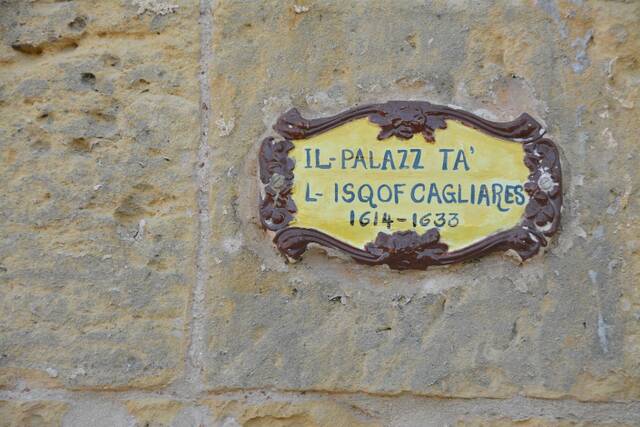 IL-PALAZZ TA'
L-ISQOF CAGLIARES
1614-1633